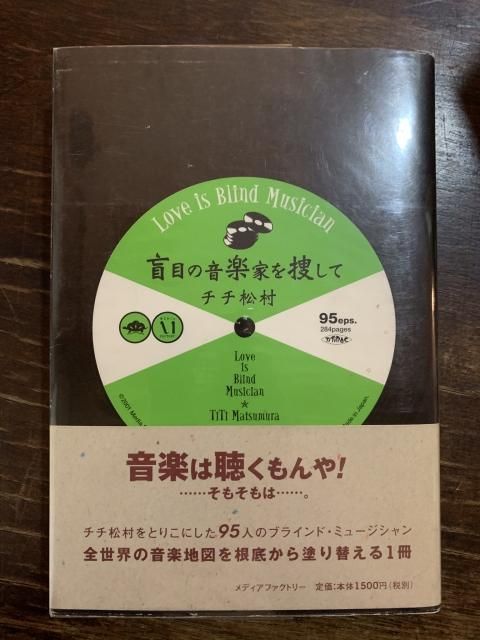 Love is Blind Musician
盲目の音楽家を捜して
チチ松村
95eps.
284pages
Love
Is
Blind
Musician
★
TiTi Matsumura
©2001 Media
Made in Japan.
音楽は聴くもんや!
……そもそもは……。
チチ松村をとりこにした95人のブラインド・ミュージシャン
全世界の音楽地図を根底から塗り替える1冊
メディアファクトリー 定価:本体1500円(税別)